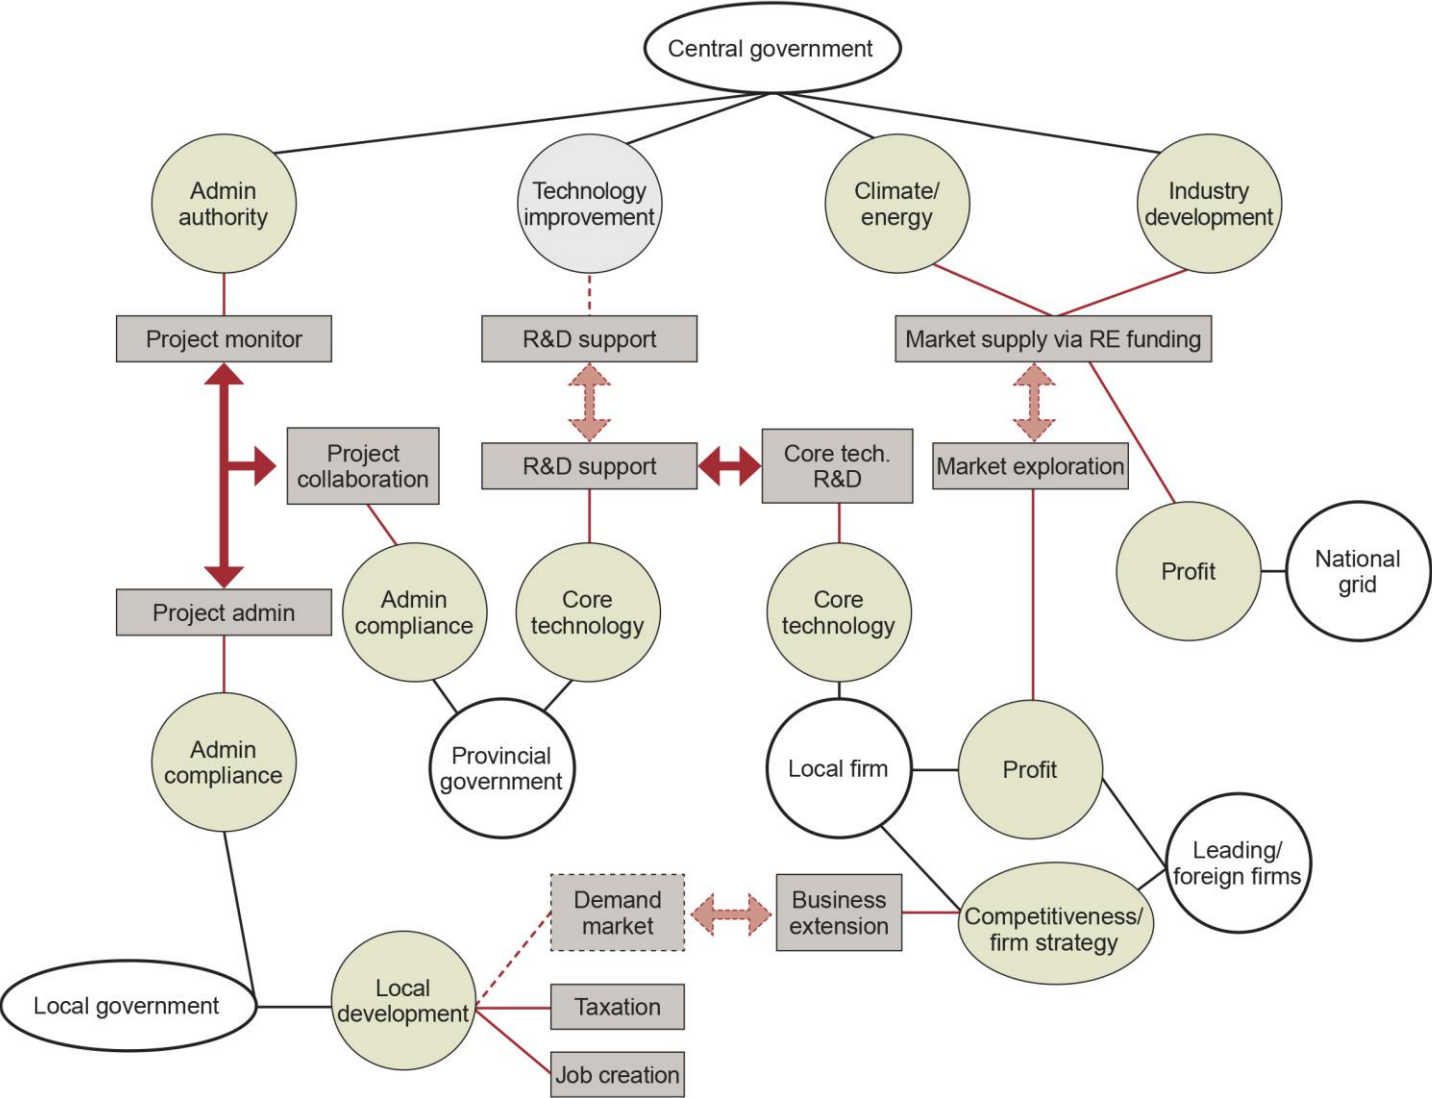 Central government
Admin
authority
Technology
improvement
Climate/
energy
Industry
development
Project monitor
R&D support
Market supply via RE funding
Project
collaboration
R&D support
Core tech.
R&D
Market exploration
Profit
National
grid
Project admin
Admin
compliance
Core
technology
Core
technology
Admin
compliance
Provincial
government
Local firm
Profit
Leading/
foreign firms
Demand
market
Business
extension
Competitiveness/
firm strategy
Local government
Local
development
Taxation
Job creation